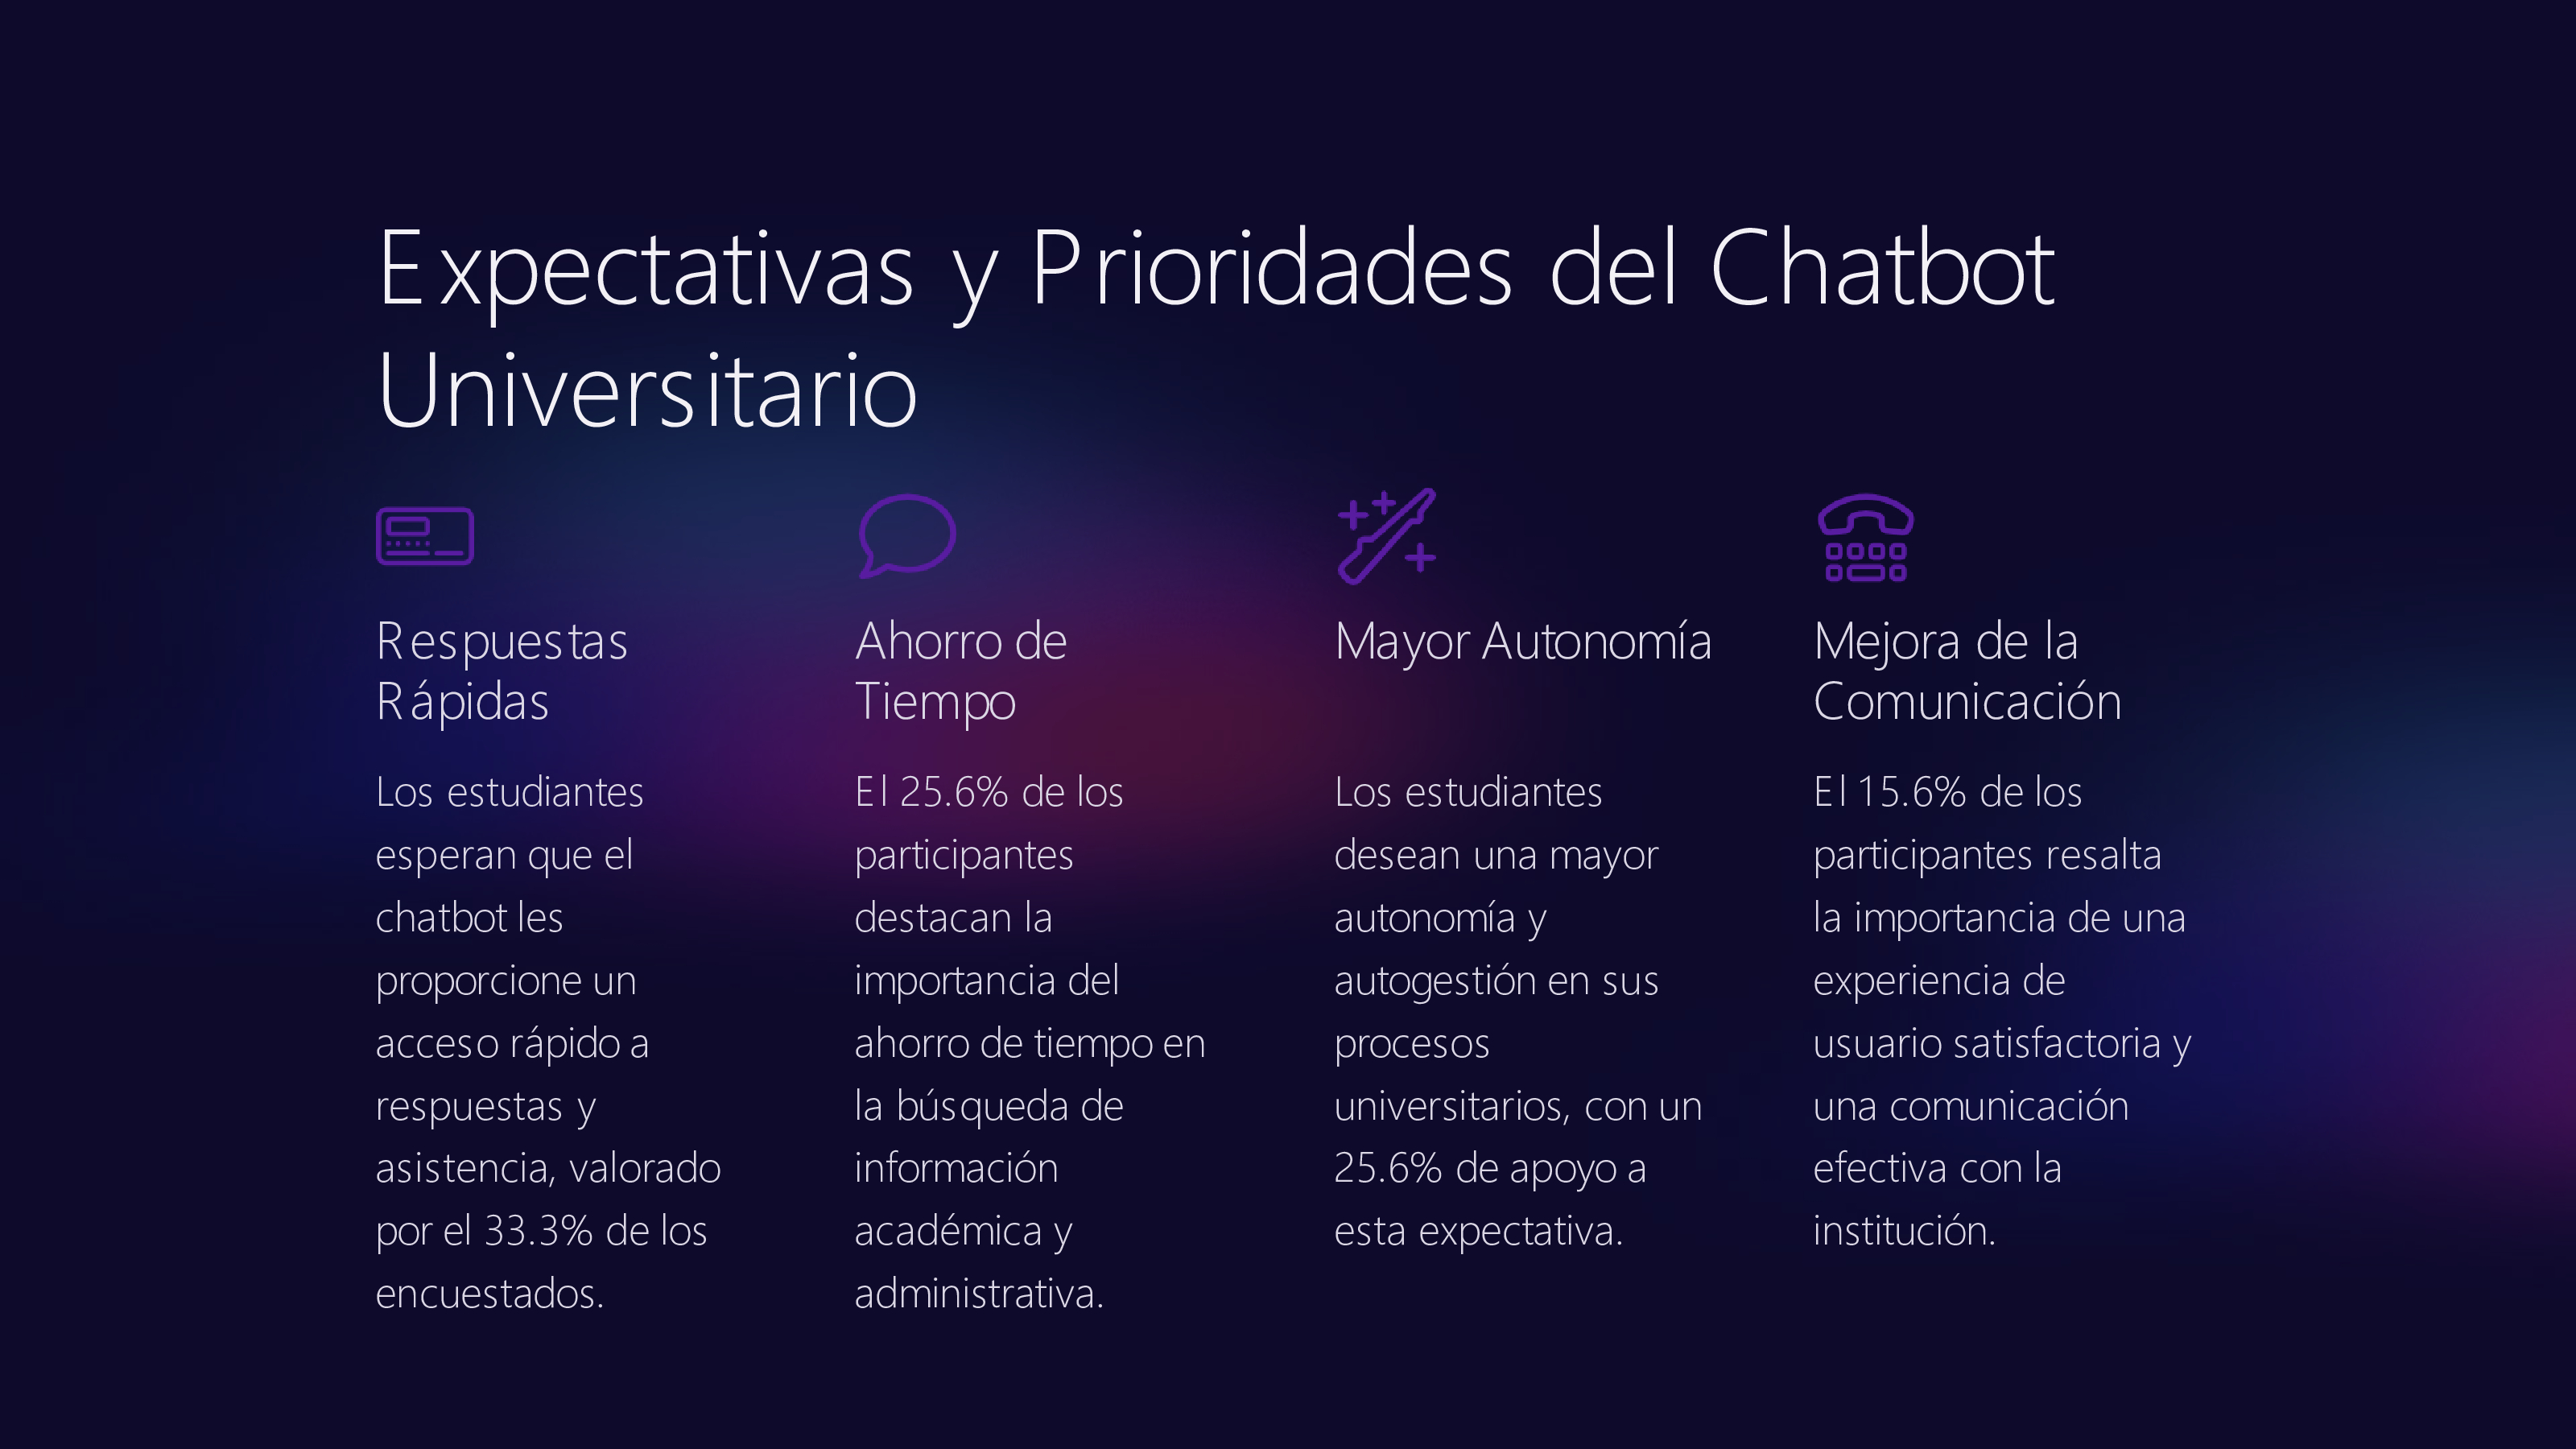 Expectativas y Prioridades del Chatbot
Universitario
Respuestas
Rápidas
Los estudiantes
esperan que el
chatbot les
proporcione un
acceso rápido a
respuestas y
asistencia, valorado
por el 33.3% de los
encuestados.
Ahorro de
Tiempo
El 25.6% de los
participantes
destacan la
importancia del
ahorro de tiempo en
la búsqueda de
información
académica y
administrativa.
Mayor Autonomía
Los estudiantes
desean una mayor
autonomía y
autogestión en sus
procesos
universitarios, con un
25.6% de apoyo a
esta expectativa.
Mejora de la
Comunicación
El 15.6% de los
participantes resalta
la importancia de una
experiencia de
usuario satisfactoria y
una comunicación
efectiva con la
institución.